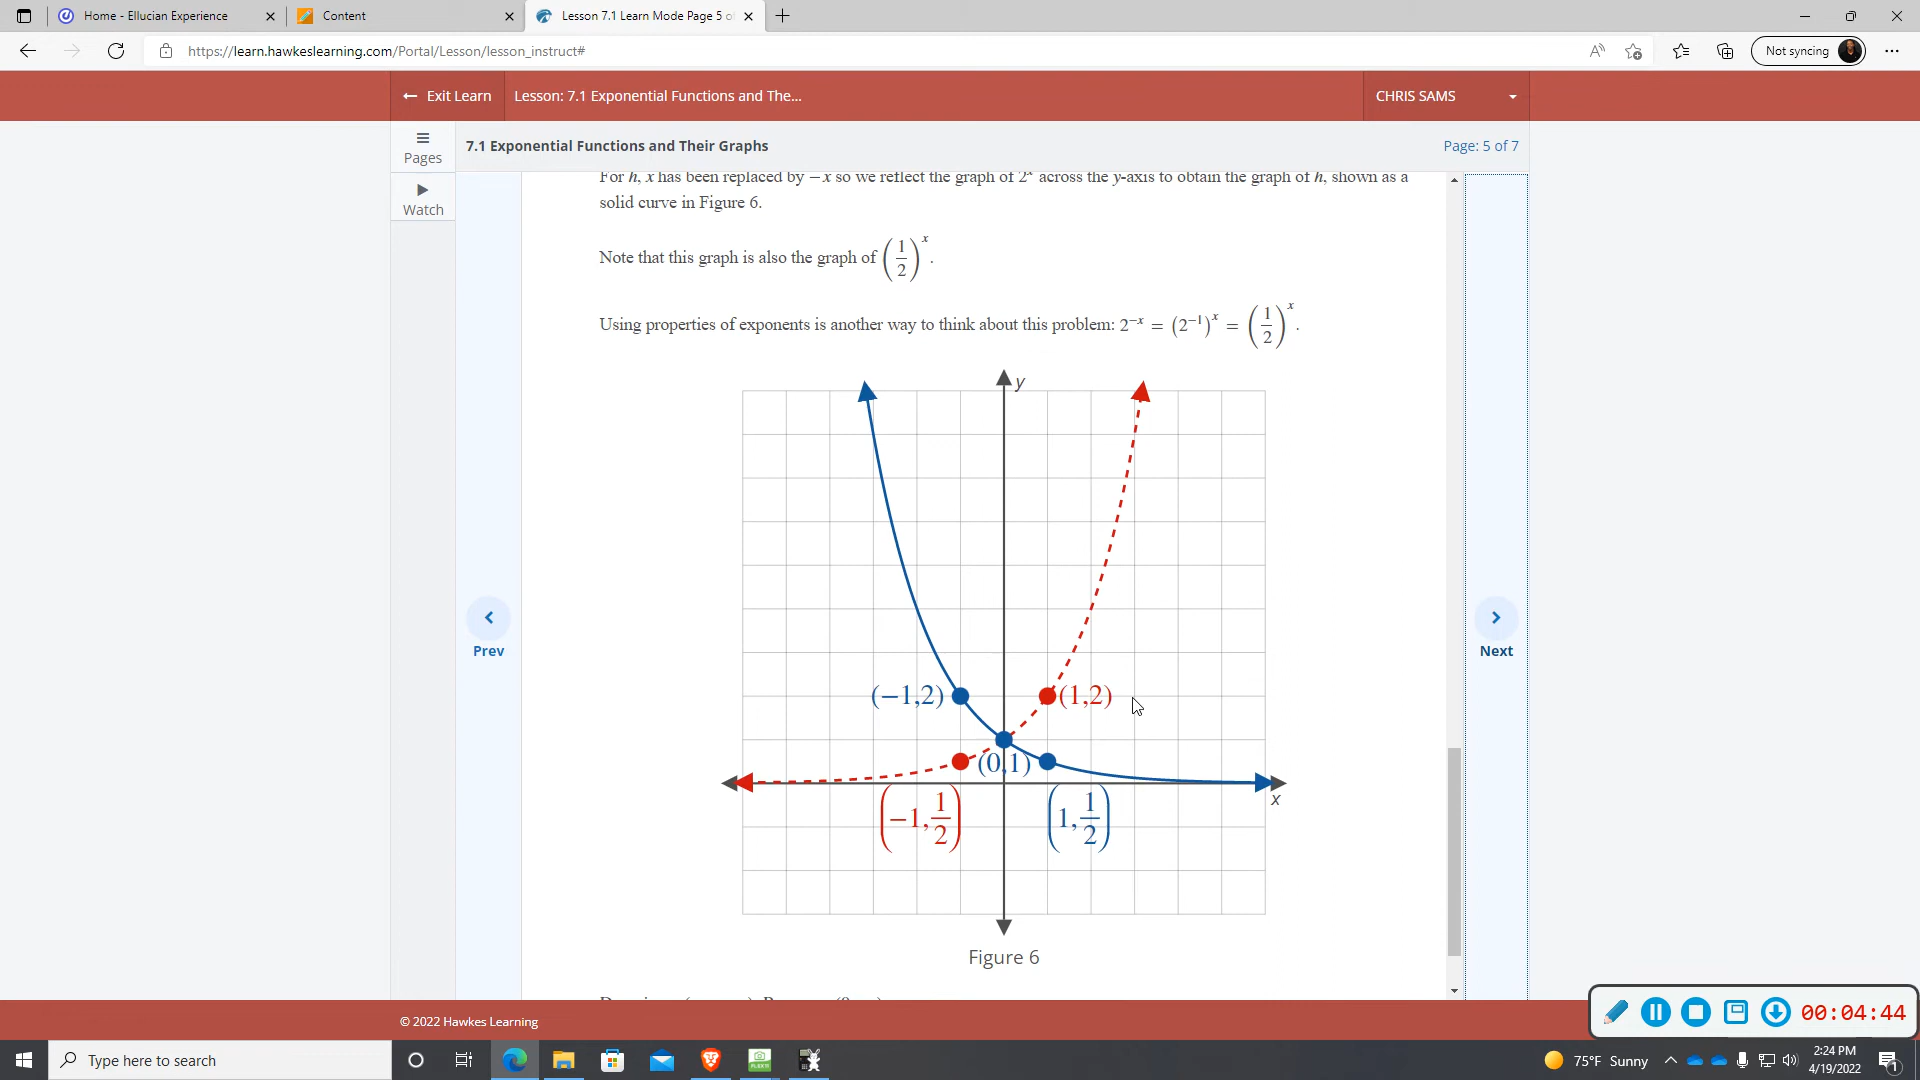 Home - Ellucian Experience
Content
Lesson 7.1 Learn Mode Page 5 o
https://learn.hawkeslearning.com/Portal/Lesson/lesson_instruct#
Not syncing
← Exit Learn
Lesson: 7.1 Exponential Functions and The...
CHRIS SAMS
Pages
7.1 Exponential Functions and Their Graphs
Page: 5 of 7
Watch
For h, x has been replaced by −x so we reflect the graph of 2ˣ across the y-axis to obtain the graph of h, shown as a
solid curve in Figure 6.
Note that this graph is also the graph of (1/2)ˣ.
Using properties of exponents is another way to think about this problem: 2⁻ˣ = (2⁻¹)ˣ = (1/2)ˣ.
y
(−1,2)
(1,2)
(0,1)
x
(−1, 1/2)
(1, 1/2)
Prev
Next
Figure 6
© 2022 Hawkes Learning
00:04:44
Type here to search
75°F Sunny
2:24 PM
4/19/2022
1